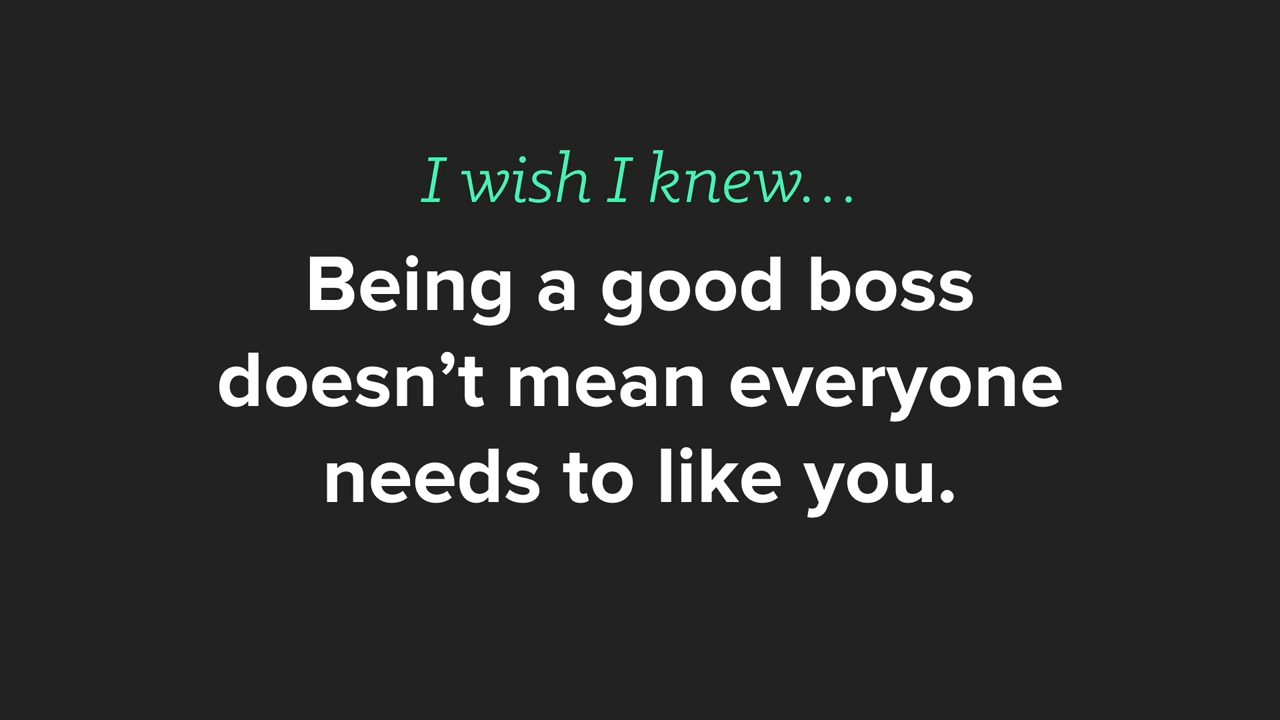 I wish I knew…
Being a good boss
doesn’t mean everyone
needs to like you.